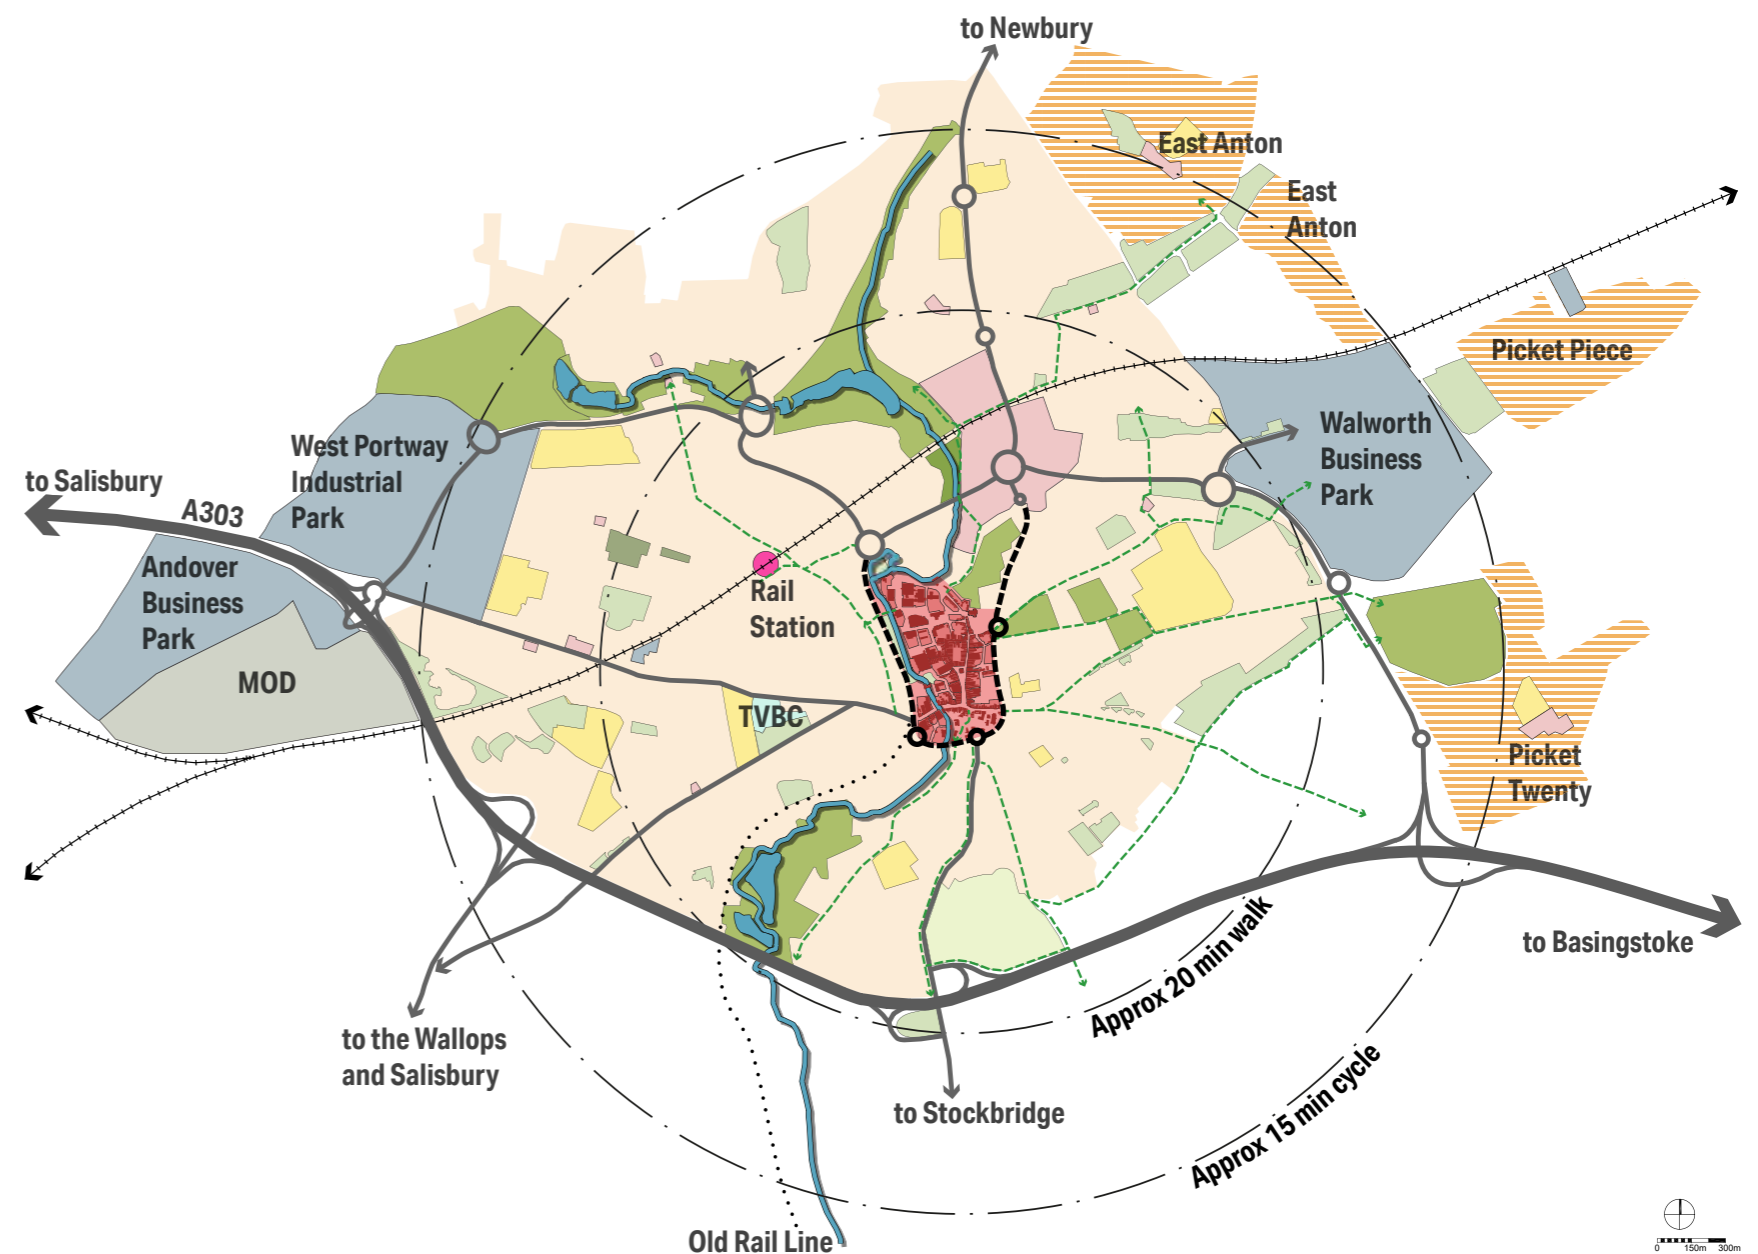 to Newbury
East Anton
East
Anton
Picket Piece
Walworth
Business
Park
West Portway
Industrial
Park
to Salisbury
A303
Andover
Business
Park
MOD
Rail
Station
TVBC
Picket
Twenty
to Basingstoke
Approx 20 min walk
Approx 15 min cycle
to the Wallops
and Salisbury
to Stockbridge
Old Rail Line
0 150m 300m